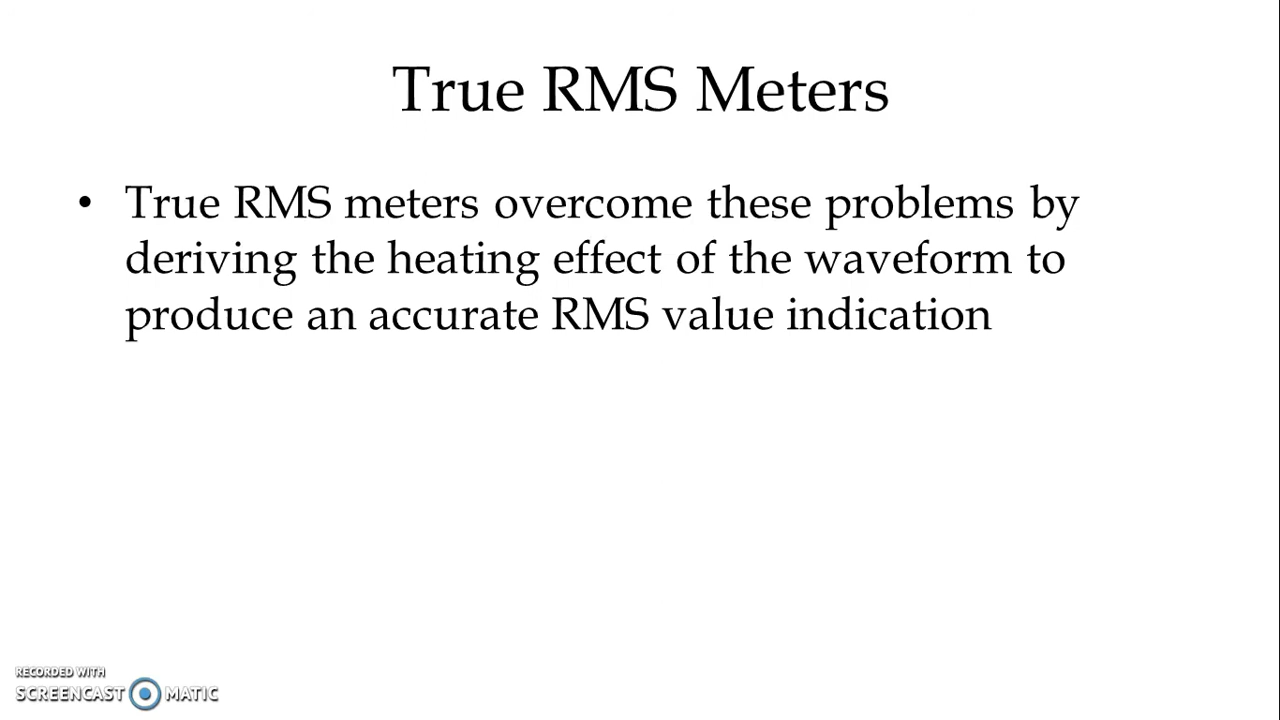 True RMS Meters
• True RMS meters overcome these problems by
deriving the heating effect of the waveform to
produce an accurate RMS value indication
RECORDED WITH
SCREENCAST MATIC